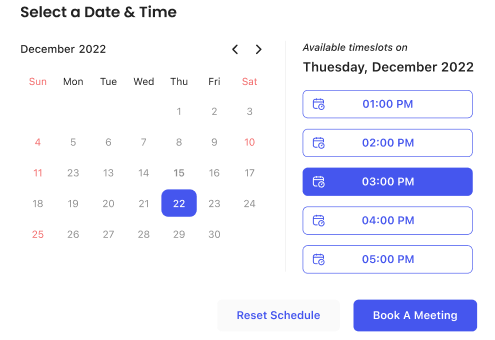 Select a Date & Time
December 2022
Sun Mon Tue Wed Thu Fri Sat
1 2 3
4 5 6 7 8 9 10
11 23 13 14 15 16 17
18 19 20 21 22 23 24
25 26 27 28 29 30
Available timeslots on
Thuesday, December 2022
01:00 PM
02:00 PM
03:00 PM
04:00 PM
05:00 PM
Reset Schedule
Book A Meeting